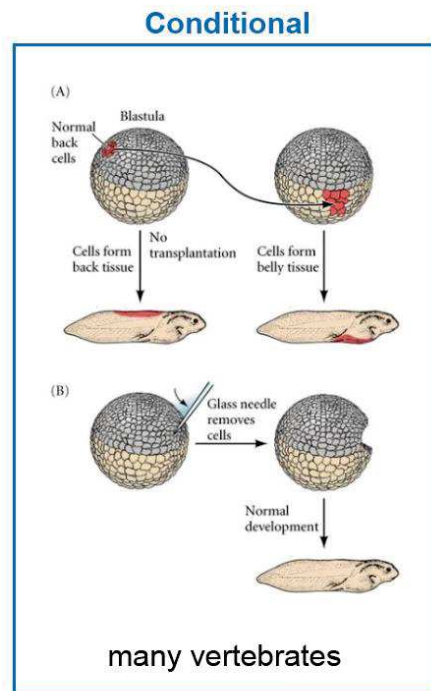 Conditional
(A)
Blastula
Normal
back
cells
Cells form
back tissue
No
transplantation
Cells form
belly tissue
(B)
Glass needle
removes
cells
Normal
development
many vertebrates